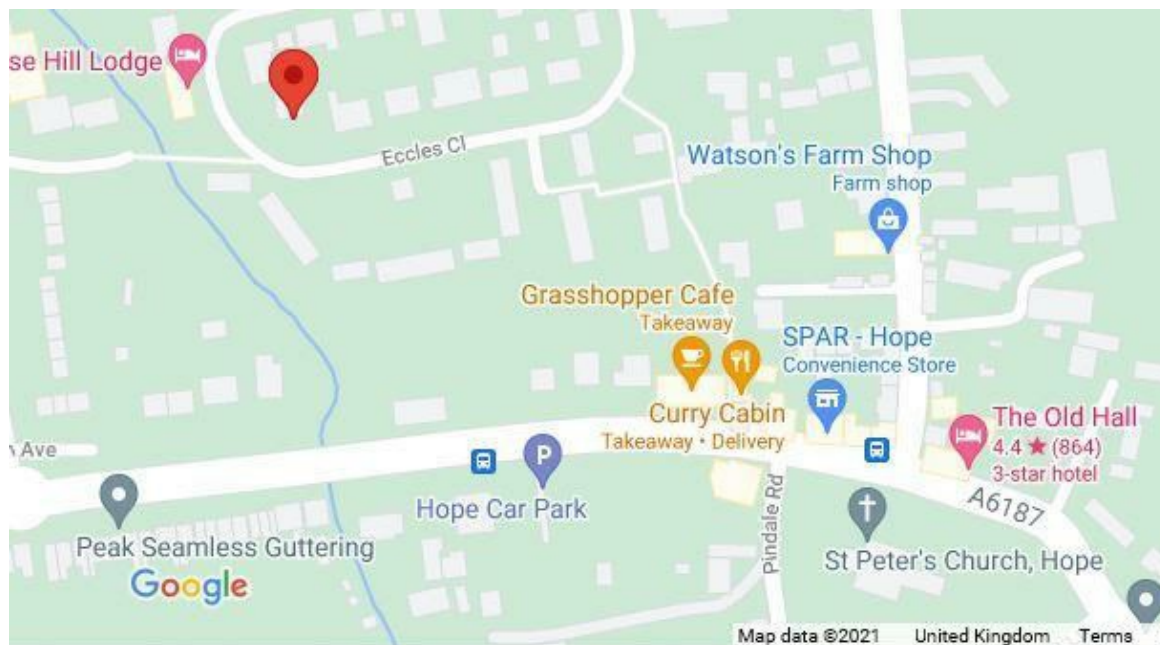 se Hill Lodge
Eccles Cl
Watson's Farm Shop
Farm shop
Grasshopper Cafe
Takeaway
SPAR - Hope
Convenience Store
Curry Cabin
Takeaway • Delivery
The Old Hall
4.4 ★ (864)
3-star hotel
n Ave
P
Hope Car Park
A6187
Pindale Rd
Peak Seamless Guttering
St Peter's Church, Hope
Google
Map data ©2021 United Kingdom Terms